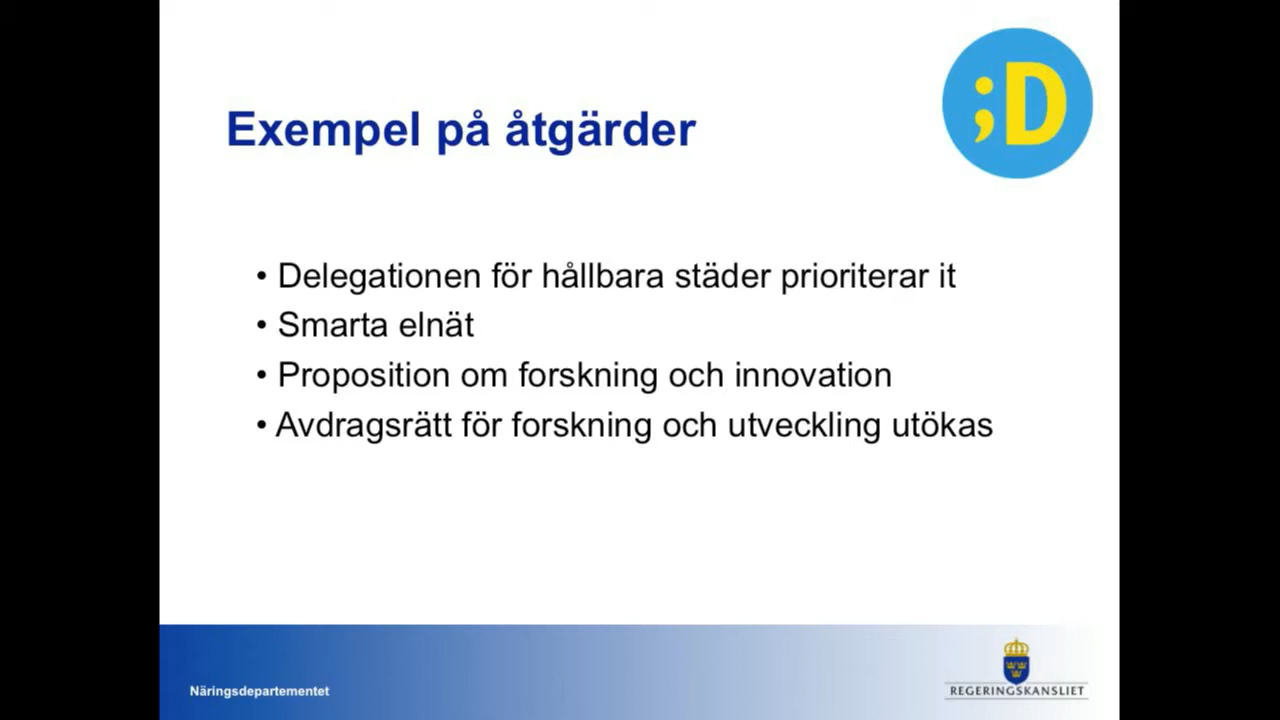 ;D
Exempel på åtgärder
• Delegationen för hållbara städer prioriterar it
• Smarta elnät
• Proposition om forskning och innovation
• Avdragsrätt för forskning och utveckling utökas
Näringsdepartementet
REGERINGSKANSLIET